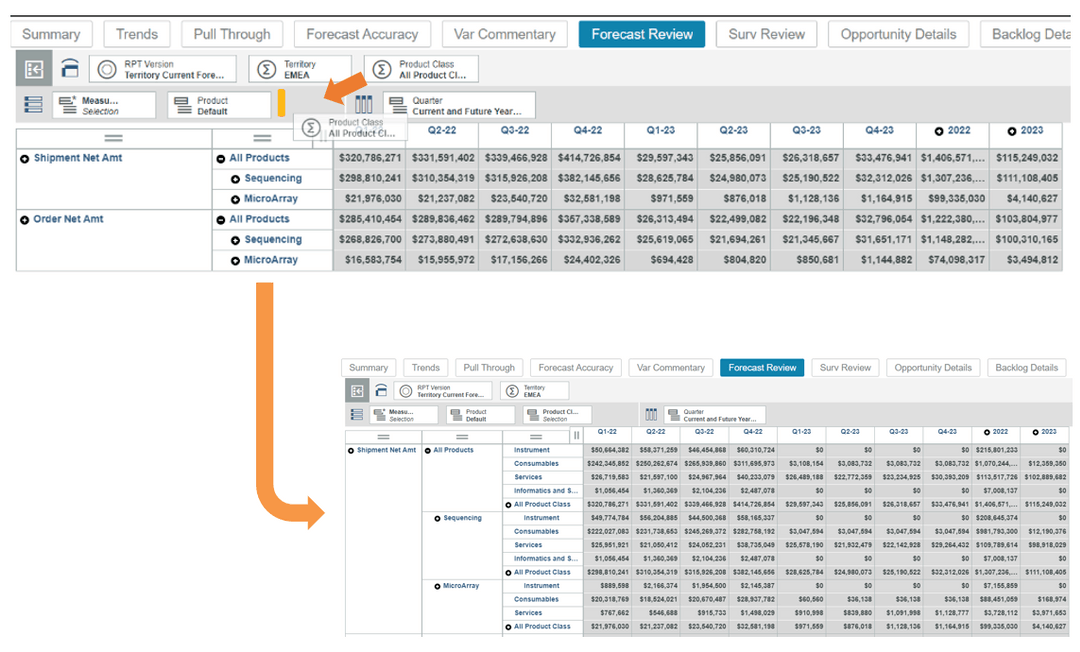 Summary Trends Pull Through Forecast Accuracy Var Commentary Forecast Review Surv Review Opportunity Details Backlog Deta
RPT Version Territory Product Class
Territory Current Fore... EMEA All Product Cl...
Measu... Product Quarter
Selection Default Current and Future Year...
Product Class
All Product Cl...
Q2-22 Q3-22 Q4-22 Q1-23 Q2-23 Q3-23 Q4-23 2022 2023
Shipment Net Amt All Products $320,786,271 $331,591,402 $339,466,928 $414,726,854 $29,597,343 $25,856,091 $26,318,657 $33,476,941 $1,406,571,... $115,249,032
Sequencing $298,810,241 $310,354,319 $315,926,208 $382,145,656 $28,625,784 $24,980,073 $25,190,522 $32,312,026 $1,307,236,... $111,108,405
MicroArray $21,976,030 $21,237,082 $23,540,720 $32,581,198 $971,559 $876,018 $1,128,136 $1,164,915 $99,335,030 $4,140,627
Order Net Amt All Products $285,410,454 $289,836,462 $289,794,896 $357,338,589 $26,313,494 $22,499,082 $22,196,348 $32,796,054 $1,222,380,... $103,804,977
Sequencing $268,826,700 $273,880,491 $272,638,630 $332,936,262 $25,619,065 $21,694,261 $21,345,667 $31,651,171 $1,148,282,... $100,310,165
MicroArray $16,583,754 $15,955,972 $17,156,266 $24,402,326 $694,428 $804,820 $850,681 $1,144,882 $74,098,317 $3,494,812
Summary Trends Pull Through Forecast Accuracy Var Commentary Forecast Review Surv Review Opportunity Details Backlog Details
RPT Version Territory
Territory Current Fore... EMEA
Measu... Product Product Cl... Quarter
Selection Default Selection Current and Future Year...
Q1-22 Q2-22 Q3-22 Q4-22 Q1-23 Q2-23 Q3-23 Q4-23 2022 2023
Shipment Net Amt All Products Instrument $50,664,382 $58,371,259 $46,454,868 $60,310,724 $0 $0 $0 $0 $215,801,233 $0
Consumables $242,345,852 $250,262,674 $265,939,860 $311,695,973 $3,108,154 $3,083,732 $3,083,732 $3,083,732 $1,070,244,... $12,359,350
Services $26,719,583 $21,597,100 $24,967,964 $40,233,079 $26,489,188 $22,772,359 $23,234,925 $30,393,209 $113,517,726 $102,889,682
Informatics and S... $1,056,454 $1,360,369 $2,104,236 $2,487,078 $0 $0 $0 $0 $7,008,137 $0
All Product Class $320,786,271 $331,591,402 $339,466,928 $414,726,854 $29,597,343 $25,856,091 $26,318,657 $33,476,941 $1,406,571,... $115,249,032
Sequencing Instrument $49,774,784 $56,204,885 $44,500,368 $58,165,337 $0 $0 $0 $0 $208,645,374 $0
Consumables $222,027,083 $231,738,653 $245,269,372 $282,758,192 $3,047,594 $3,047,594 $3,047,594 $3,047,594 $981,793,300 $12,190,376
Services $25,951,921 $21,050,412 $24,052,231 $38,735,049 $25,578,190 $21,932,479 $22,142,928 $29,264,432 $109,789,614 $98,918,029
Informatics and S... $1,056,454 $1,360,369 $2,104,236 $2,487,078 $0 $0 $0 $0 $7,008,137 $0
All Product Class $298,810,241 $310,354,319 $315,926,208 $382,145,656 $28,625,784 $24,980,073 $25,190,522 $32,312,026 $1,307,236,... $111,108,405
MicroArray Instrument $889,598 $2,166,374 $1,954,500 $2,145,387 $0 $0 $0 $0 $7,155,859 $0
Consumables $20,318,769 $18,524,021 $20,670,487 $28,937,782 $60,560 $36,138 $36,138 $36,138 $88,451,059 $168,974
Services $767,662 $546,688 $915,733 $1,498,029 $910,998 $839,880 $1,091,998 $1,128,777 $3,728,112 $3,971,653
All Product Class $21,976,030 $21,237,082 $23,540,720 $32,581,198 $971,559 $876,018 $1,128,136 $1,164,915 $99,335,030 $4,140,627